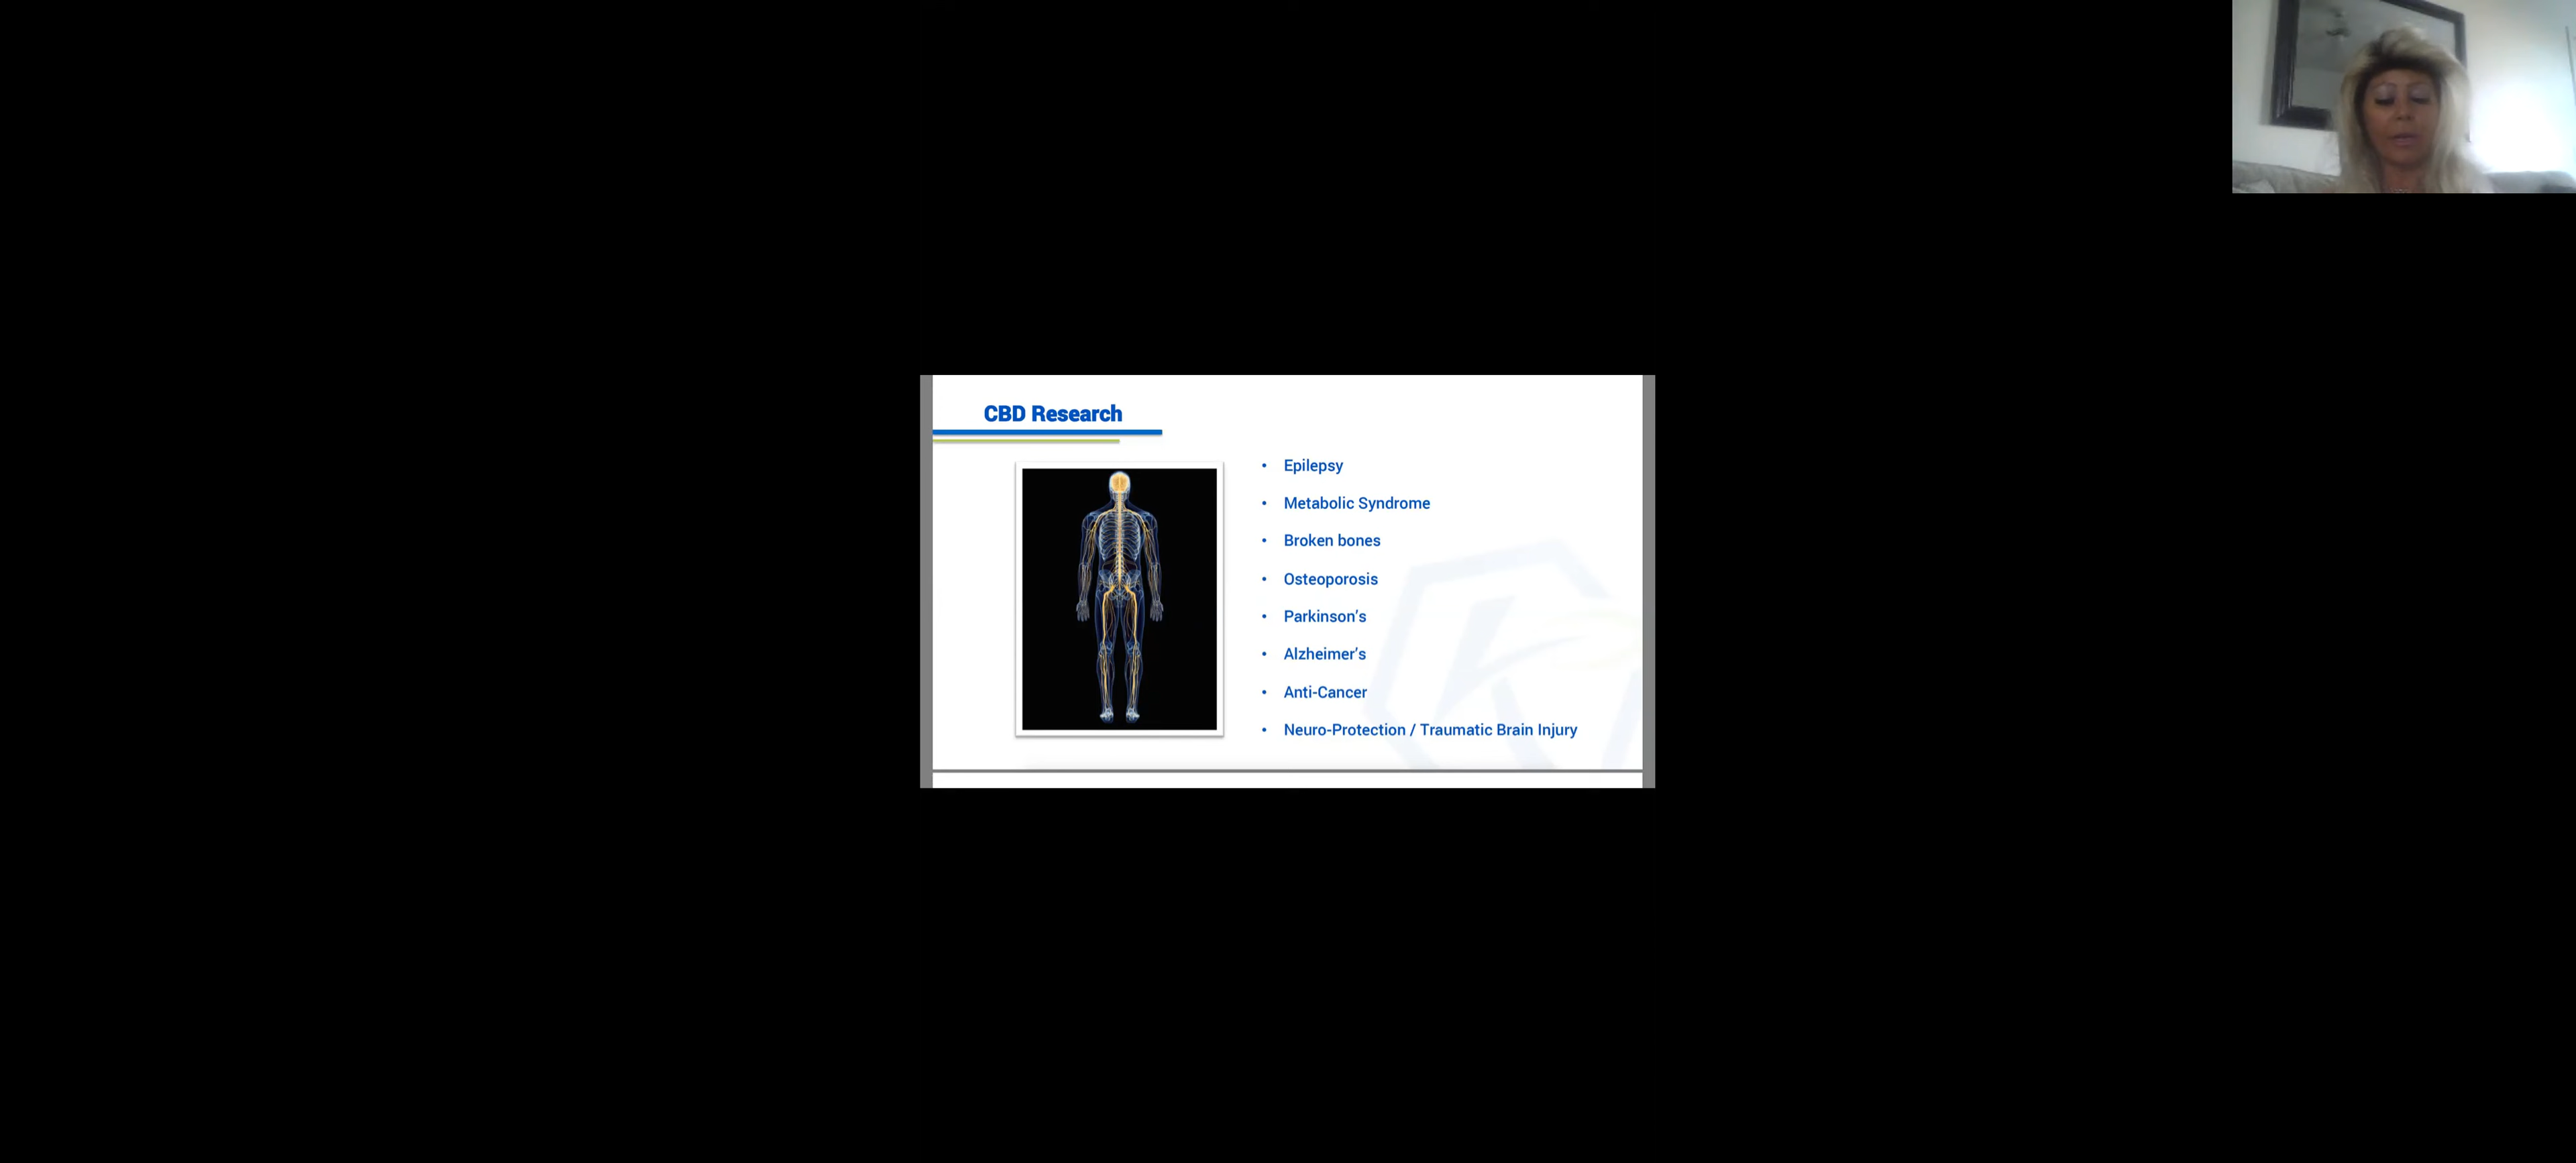 CBD Research
• Epilepsy
• Metabolic Syndrome
• Broken bones
• Osteoporosis
• Parkinson’s
• Alzheimer’s
• Anti-Cancer
• Neuro-Protection / Traumatic Brain Injury